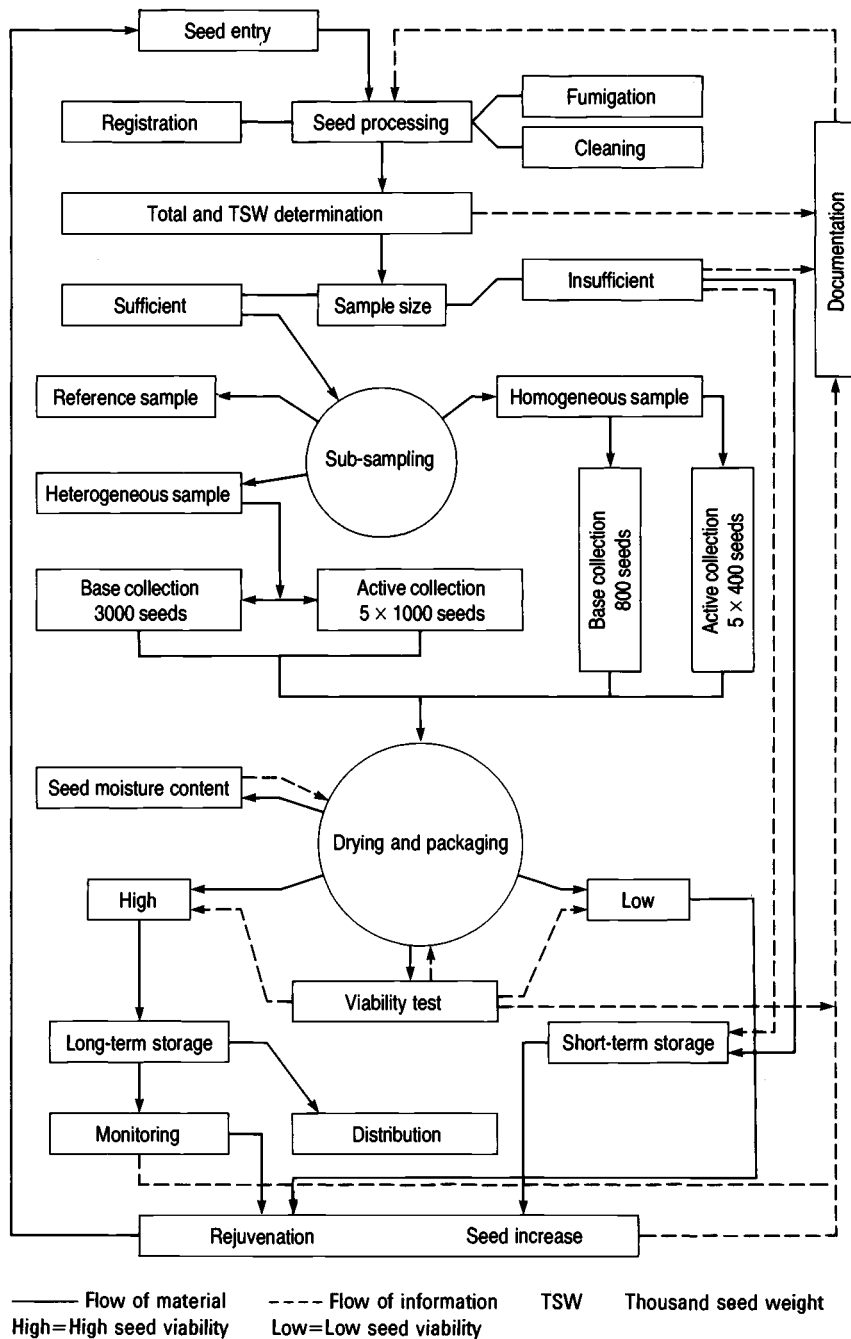 Seed entry
Fumigation
Registration
Seed processing
Cleaning
Total and TSW determination
Documentation
Insufficient
Sufficient
Sample size
Reference sample
Homogeneous sample
Sub-sampling
Heterogeneous sample
Base collection
3000 seeds
Active collection
5 × 1000 seeds
Base collection
800 seeds
Active collection
5 × 400 seeds
Seed moisture content
Drying and packaging
High
Low
Viability test
Long-term storage
Short-term storage
Monitoring
Distribution
Rejuvenation
Seed increase
Flow of material
Flow of information
TSW
Thousand seed weight
High=High seed viability
Low=Low seed viability